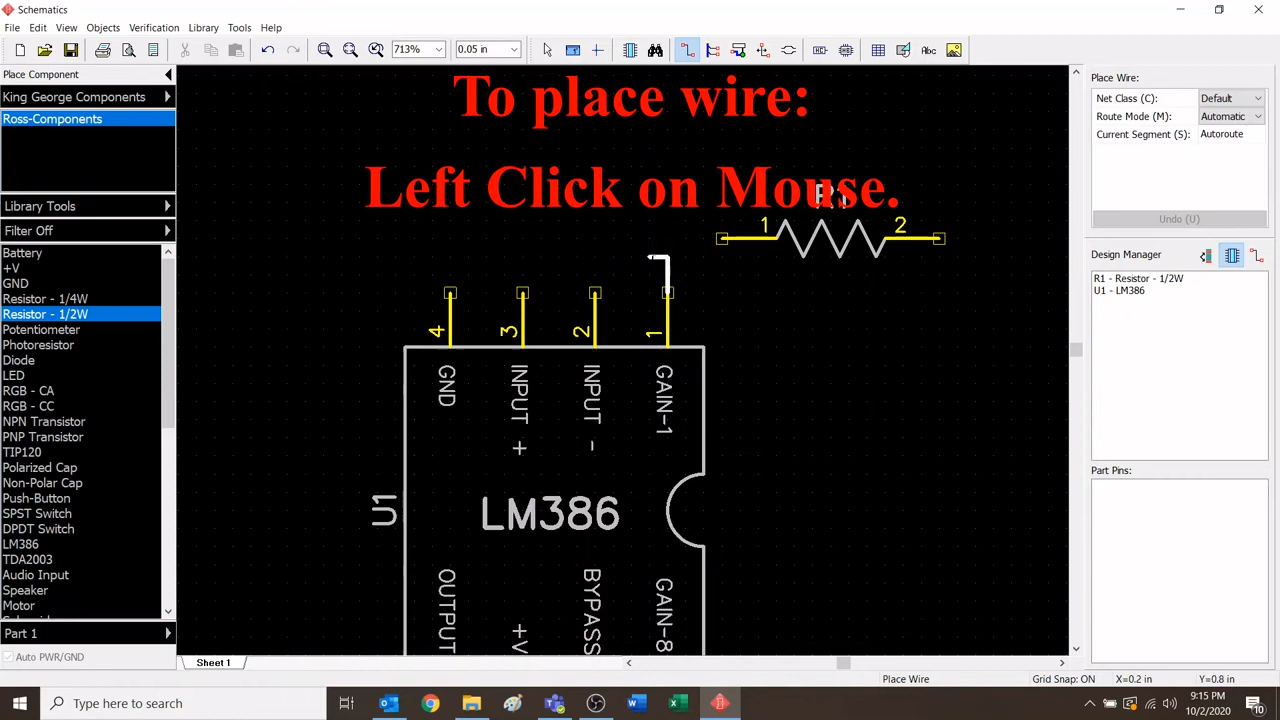 Schematics
File Edit View Objects Verification Library Tools Help
713% 0.05 in Abc
Place Component
King George Components
Ross-Components
Library Tools
Filter Off
Battery
+V
GND
Resistor - 1/4W
Resistor - 1/2W
Potentiometer
Photoresistor
Diode
LED
RGB - CA
RGB - CC
NPN Transistor
PNP Transistor
TIP120
Polarized Cap
Non-Polar Cap
Push-Button
SPST Switch
DPDT Switch
LM386
TDA2003
Audio Input
Speaker
Motor
Part 1
Auto PWR/GND
To place wire:
Left Click on Mouse.
R1
1 2
4 3 2 1
GND INPUT + INPUT - GAIN-1
U1 LM386
OUTPUT +V BYPASS GAIN-8
Sheet 1
Place Wire:
Net Class (C): Default
Route Mode (M): Automatic
Current Segment (S): Autoroute
Undo (U)
Design Manager
R1 - Resistor - 1/2W
U1 - LM386
Part Pins:
Place Wire Grid Snap: ON X=0.2 in Y=0.8 in
Type here to search
9:15 PM
10/2/2020